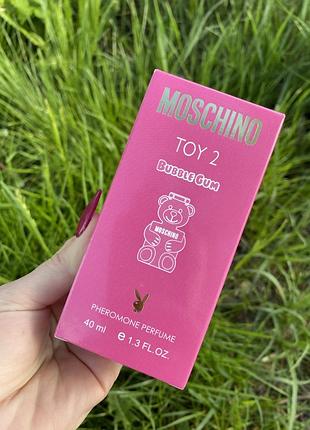 MOSCHINO
TOY 2
BUBBLE GUM
MOSCHINO
PHEROMONE PERFUME
40 ml e 1.3 FL.OZ.